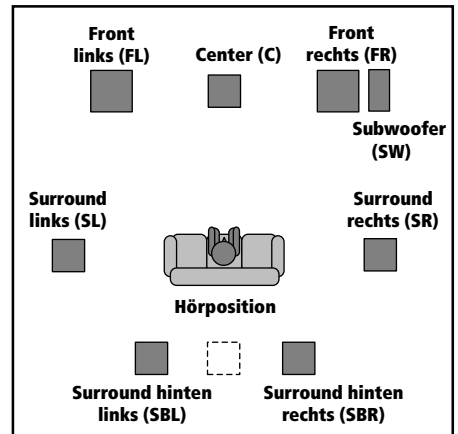 Front
links (FL)
Center (C)
Front
rechts (FR)
Subwoofer
(SW)
Surround
links (SL)
Surround
rechts (SR)
Hörposition
Surround hinten
links (SBL)
Surround hinten
rechts (SBR)